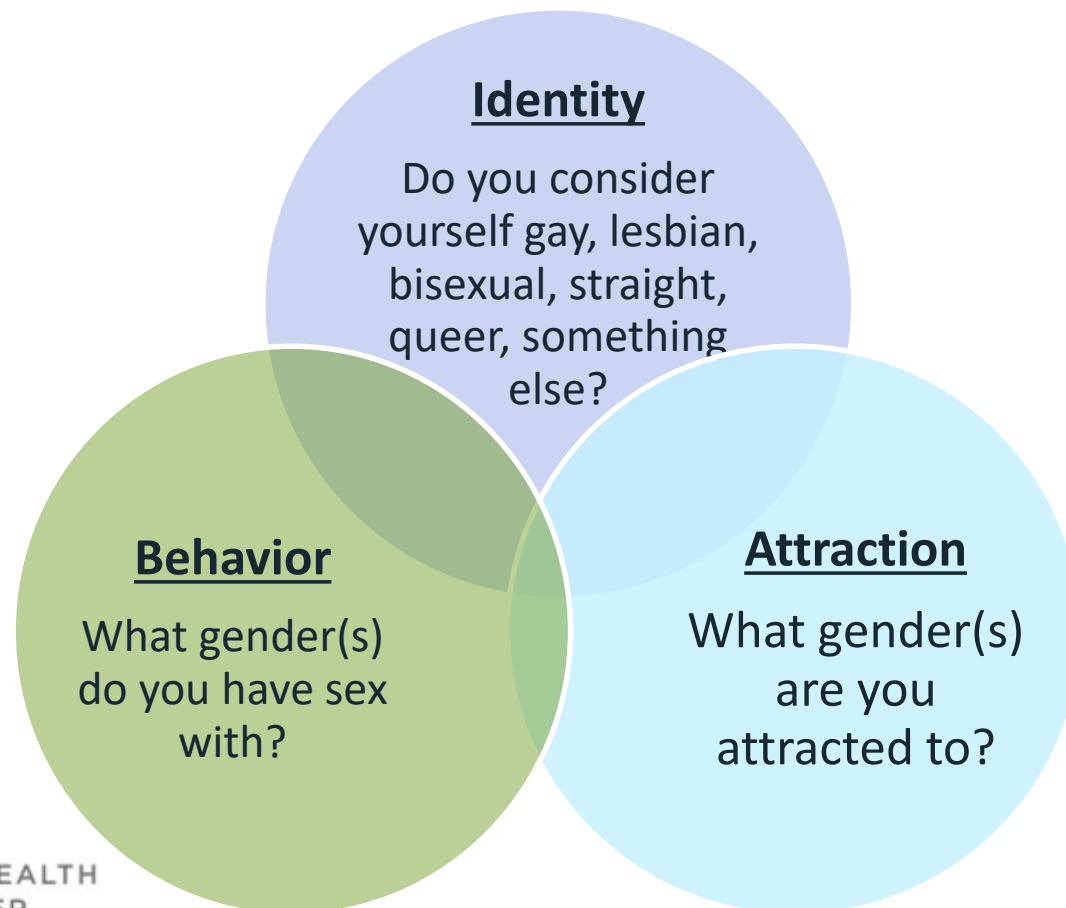 Identity
Do you consider
yourself gay, lesbian,
bisexual, straight,
queer, something
else?
Behavior
What gender(s)
do you have sex
with?
Attraction
What gender(s)
are you
attracted to?